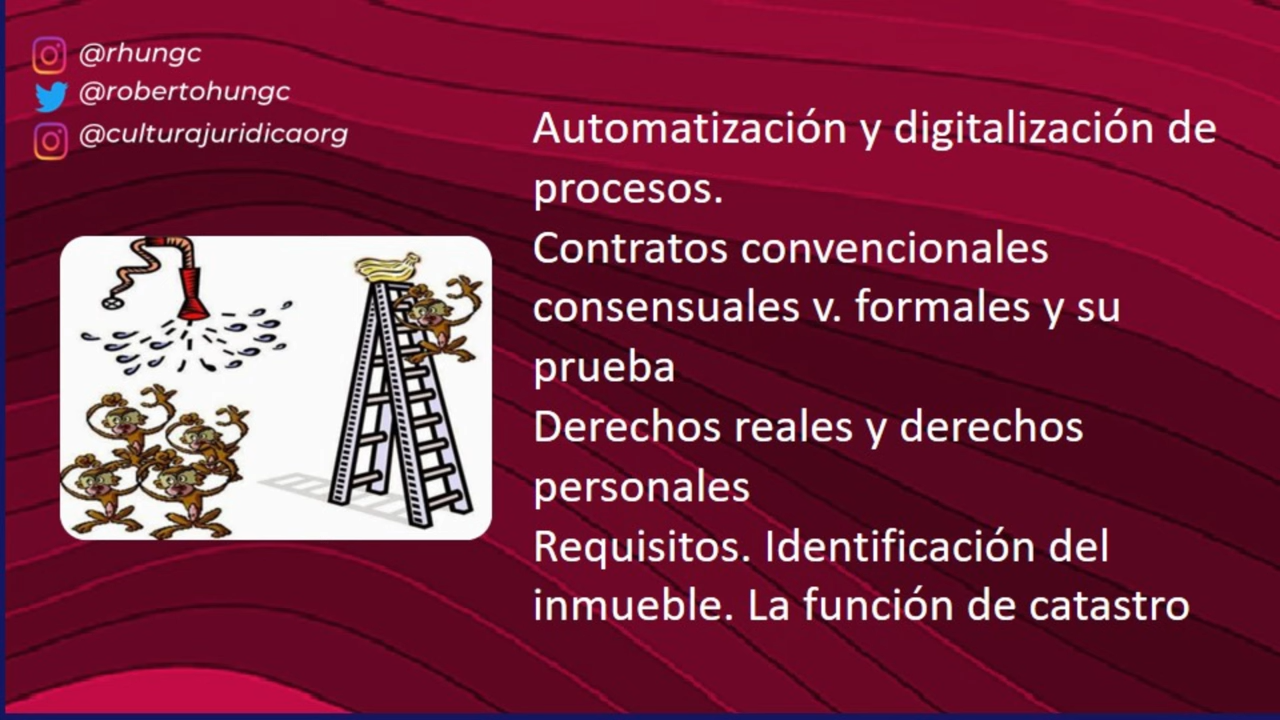 @rhungc
@robertohungc
@culturajuridicaorg
Automatización y digitalización de
procesos.
Contratos convencionales
consensuales v. formales y su
prueba
Derechos reales y derechos
personales
Requisitos. Identificación del
inmueble. La función de catastro